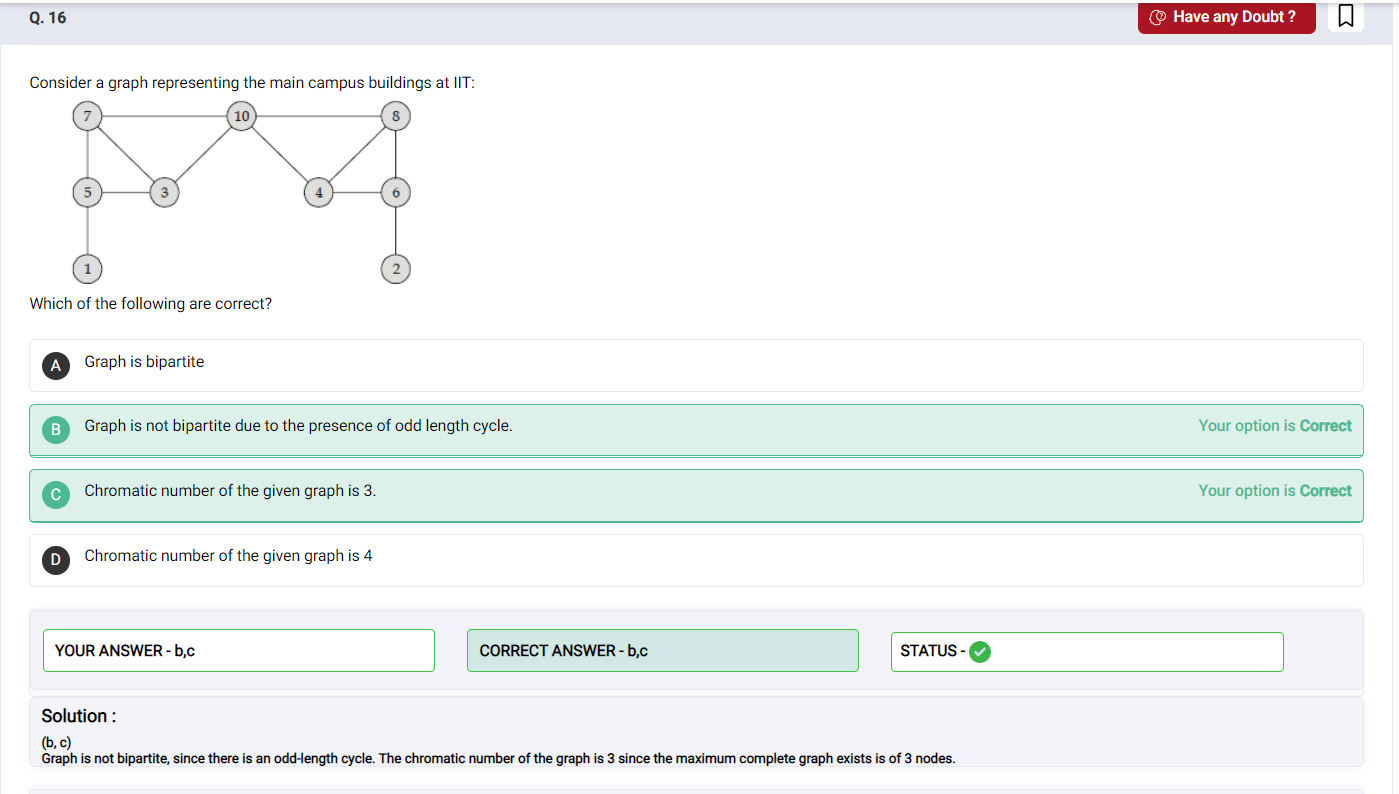 Q. 16
Have any Doubt ?
Consider a graph representing the main campus buildings at IIT:
7 10 8
5 3 4 6
1 2
Which of the following are correct?
A Graph is bipartite
B Graph is not bipartite due to the presence of odd length cycle. Your option is Correct
C Chromatic number of the given graph is 3. Your option is Correct
D Chromatic number of the given graph is 4
YOUR ANSWER - b,c CORRECT ANSWER - b,c STATUS -
Solution :
(b, c)
Graph is not bipartite, since there is an odd-length cycle. The chromatic number of the graph is 3 since the maximum complete graph exists is of 3 nodes.